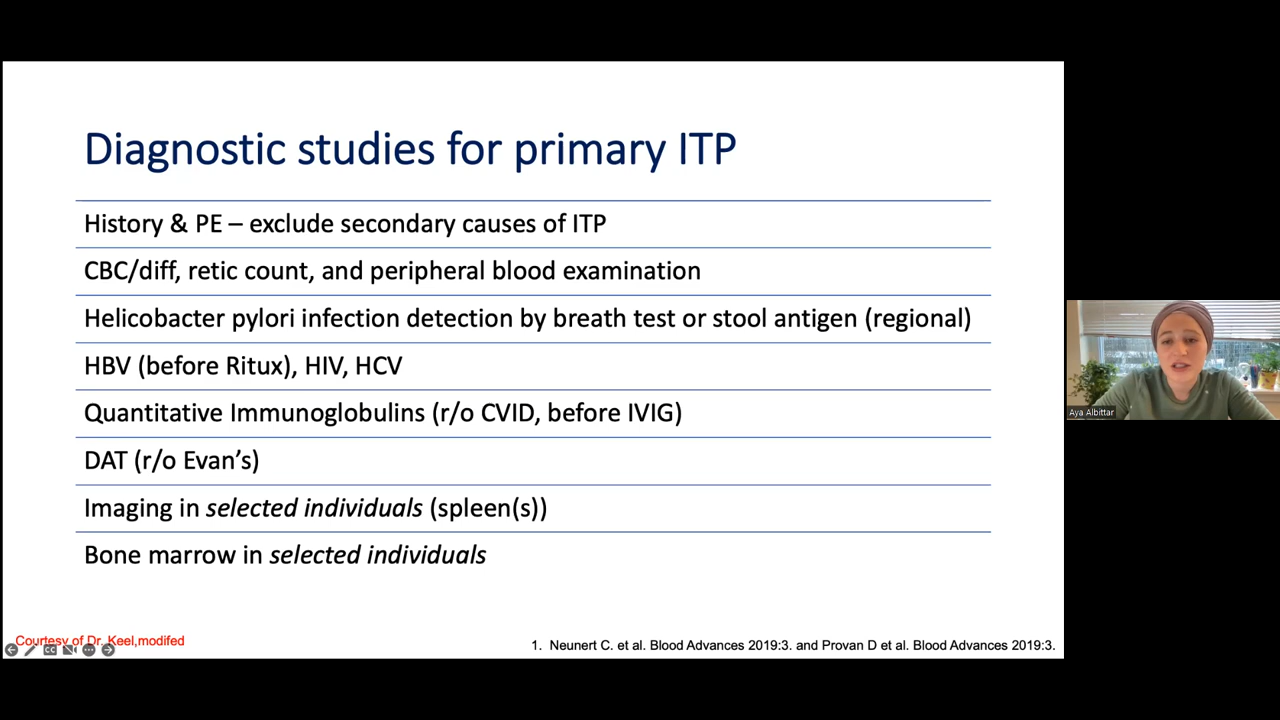 Diagnostic studies for primary ITP
History & PE – exclude secondary causes of ITP
CBC/diff, retic count, and peripheral blood examination
Helicobacter pylori infection detection by breath test or stool antigen (regional)
HBV (before Ritux), HIV, HCV
Quantitative Immunoglobulins (r/o CVID, before IVIG)
DAT (r/o Evan’s)
Imaging in selected individuals (spleen(s))
Bone marrow in selected individuals
Courtesy of Dr. Keel,modifed
1. Neunert C. et al. Blood Advances 2019:3. and Provan D et al. Blood Advances 2019:3.
Aya Albittar